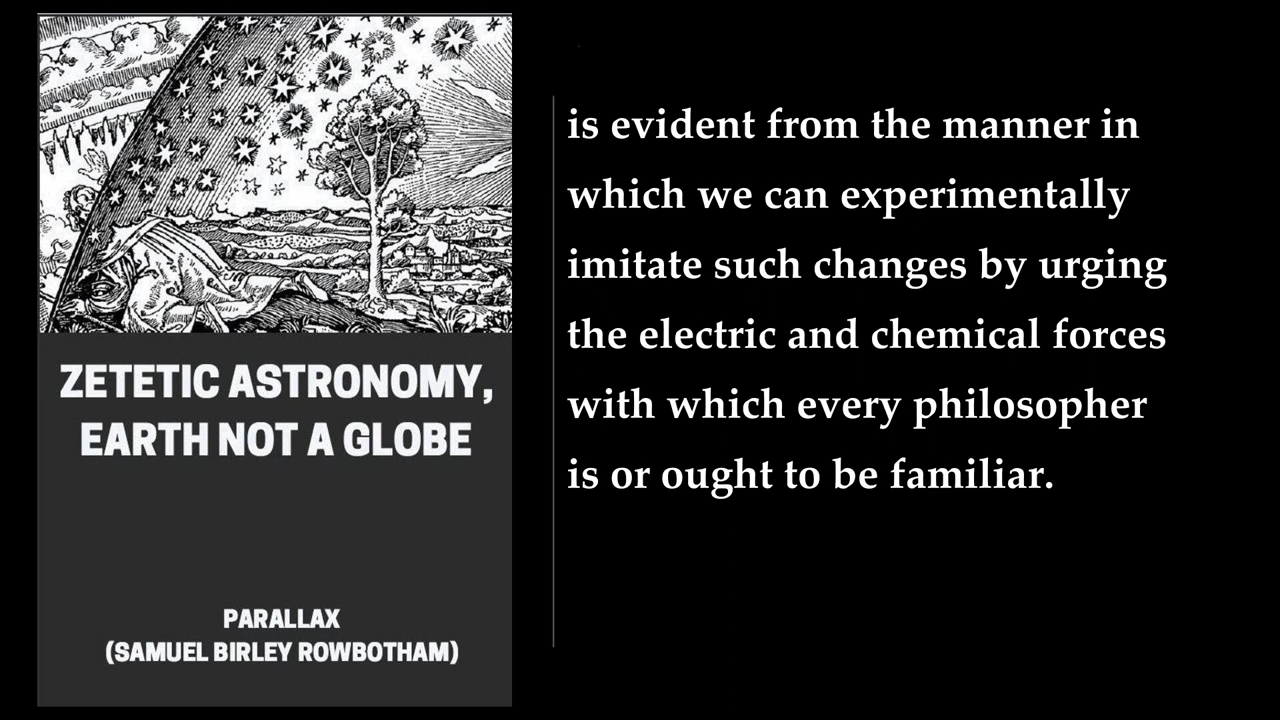 ZETETIC ASTRONOMY,
EARTH NOT A GLOBE
PARALLAX
(SAMUEL BIRLEY ROWBOTHAM)
is evident from the manner in
which we can experimentally
imitate such changes by urging
the electric and chemical forces
with which every philosopher
is or ought to be familiar.